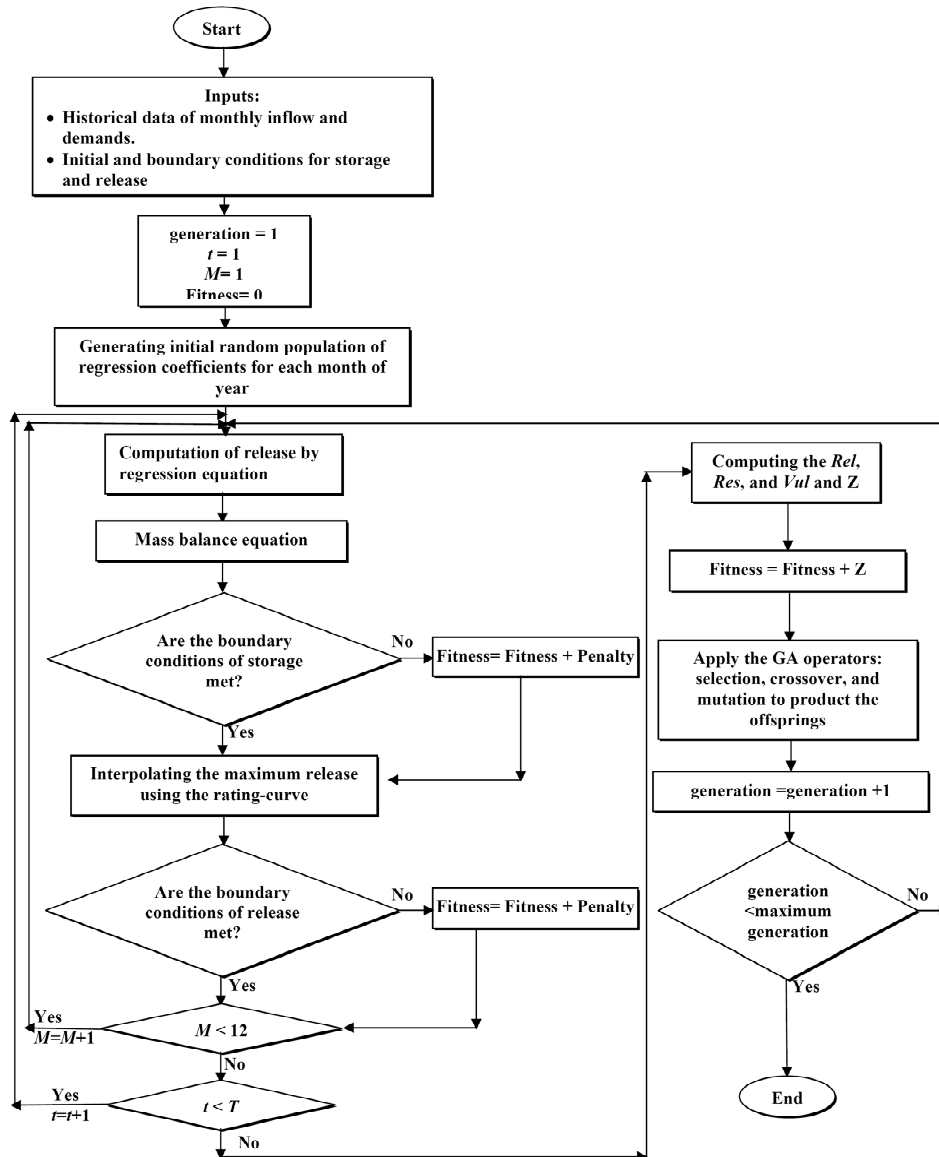 Start
Inputs:
• Historical data of monthly inflow and
demands.
• Initial and boundary conditions for storage
and release
generation = 1
t = 1
M= 1
Fitness= 0
Generating initial random population of
regression coefficients for each month of
year
Computation of release by
regression equation
Mass balance equation
Are the boundary
conditions of storage
met?
No
Fitness= Fitness + Penalty
Yes
Interpolating the maximum release
using the rating-curve
Are the boundary
conditions of release
met?
No
Fitness= Fitness + Penalty
Yes
M < 12
Yes
M=M+1
No
t < T
Yes
t=t+1
No
Computing the Rel,
Res, and Vul and Z
Fitness = Fitness + Z
Apply the GA operators:
selection, crossover, and
mutation to product the
offsprings
generation =generation +1
generation
<maximum
generation
No
Yes
End